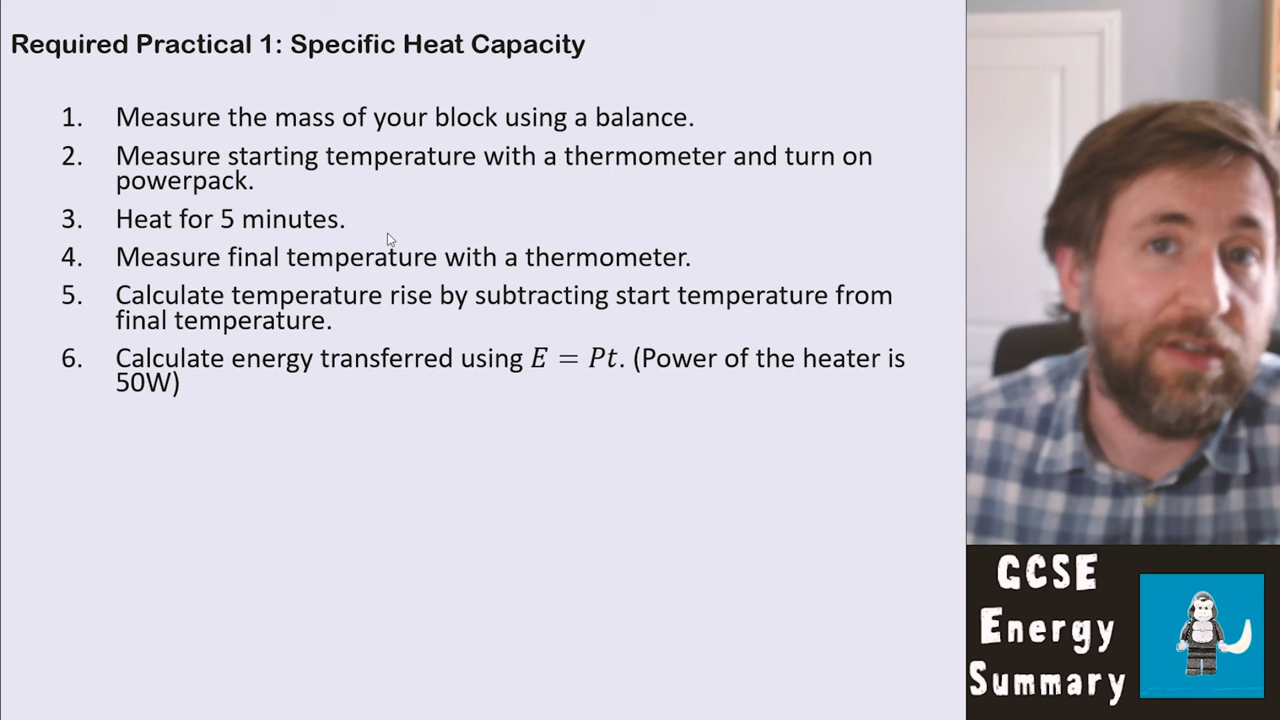 Required Practical 1: Specific Heat Capacity
1. Measure the mass of your block using a balance.
2. Measure starting temperature with a thermometer and turn on
powerpack.
3. Heat for 5 minutes.
4. Measure final temperature with a thermometer.
5. Calculate temperature rise by subtracting start temperature from
final temperature.
6. Calculate energy transferred using E = Pt. (Power of the heater is
50W)
GCSE
Energy
Summary